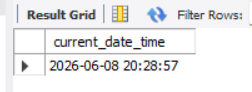 Result Grid Filter Rows:
current_date_time
2026-06-08 20:28:57